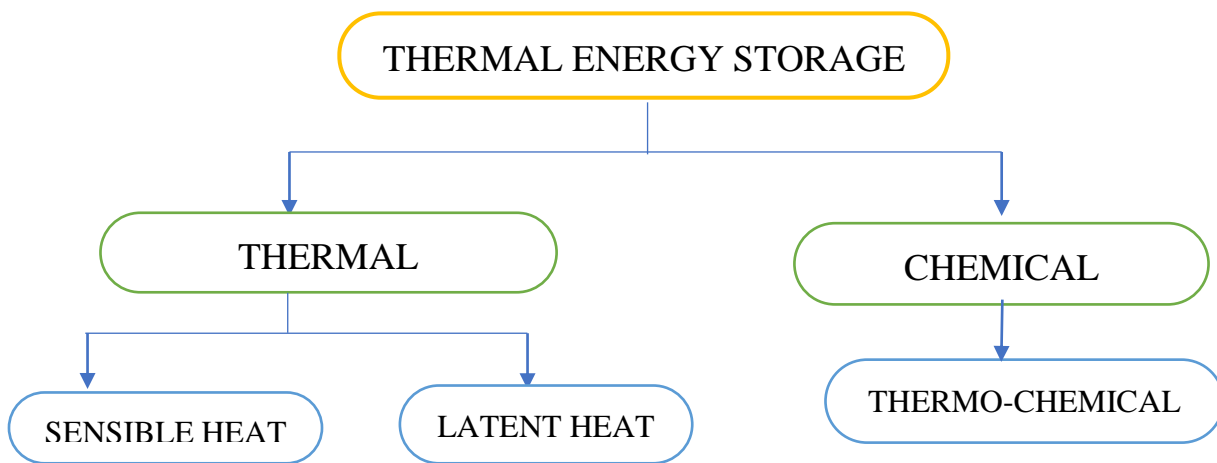 THERMAL ENERGY STORAGE
THERMAL
CHEMICAL
SENSIBLE HEAT
LATENT HEAT
THERMO-CHEMICAL